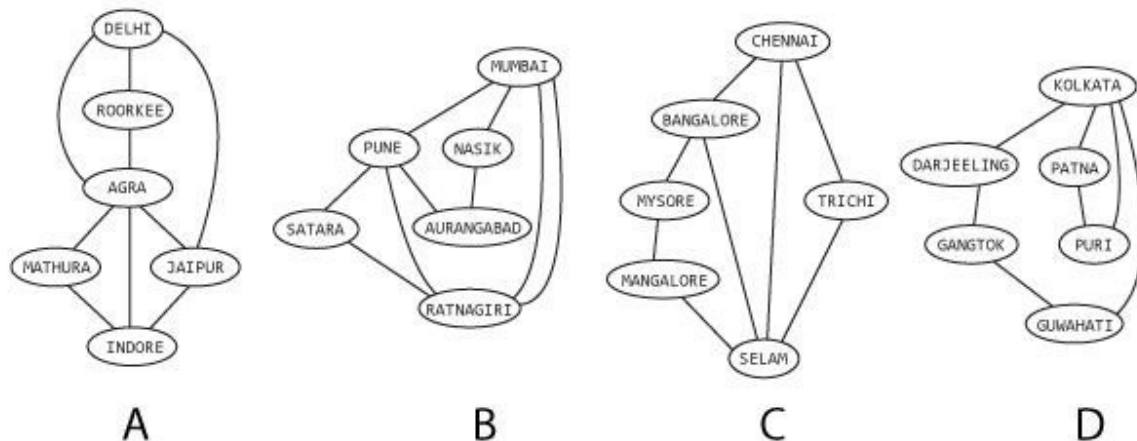 DELHI
ROORKEE
AGRA
MATHURA
JAIPUR
INDORE
A
MUMBAI
PUNE
NASIK
SATARA
AURANGABAD
RATNAGIRI
B
CHENNAI
BANGALORE
MYSORE
TRICHI
MANGALORE
SELAM
C
KOLKATA
DARJEELING
PATNA
GANGTOK
PURI
GUWAHATI
D